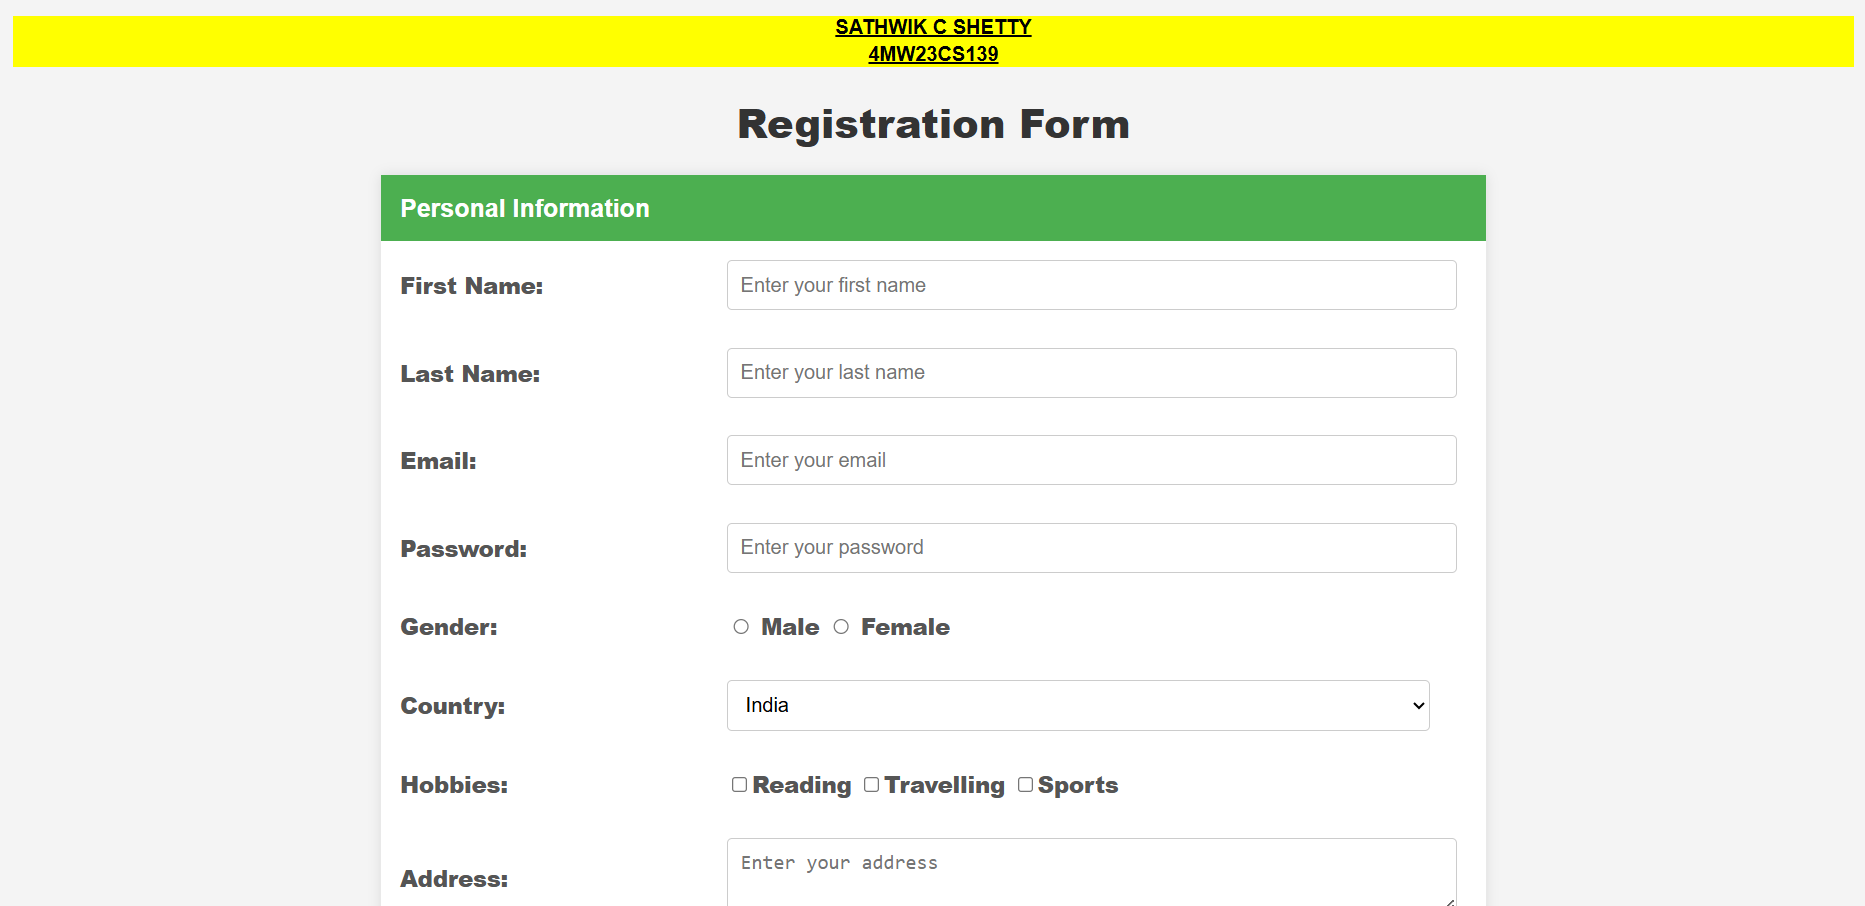 SATHWIK C SHETTY
4MW23CS139
Registration Form
Personal Information
First Name: Enter your first name
Last Name: Enter your last name
Email: Enter your email
Password: Enter your password
Gender: Male Female
Country: India
Hobbies: Reading Travelling Sports
Address: Enter your address